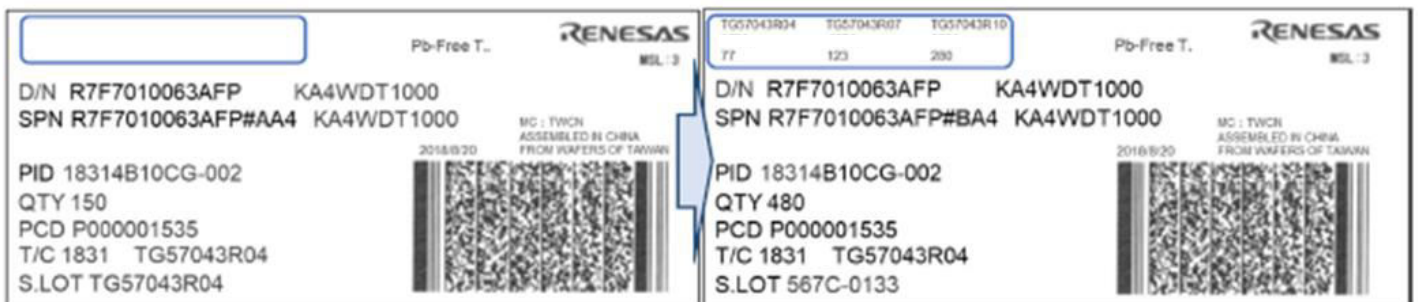 Pb-Free T..
RENESAS
MSL : 3
D/N R7F7010063AFP KA4WDT1000
SPN R7F7010063AFP#AA4 KA4WDT1000
MC : TWCN
ASSEMBLED IN CHINA
2018/8/20 FROM WAFERS OF TAIWAN
PID 18314B10CG-002
QTY 150
PCD P000001535
T/C 1831 TG57043R04
S.LOT TG57043R04
TG57043R04 TG57043R07 TG57043R10
77 123 280
Pb-Free T.
RENESAS
MSL : 3
D/N R7F7010063AFP KA4WDT1000
SPN R7F7010063AFP#BA4 KA4WDT1000
MC : TWCN
ASSEMBLED IN CHINA
2018/8/20 FROM WAFERS OF TAIWAN
PID 18314B10CG-002
QTY 480
PCD P000001535
T/C 1831 TG57043R04
S.LOT 567C-0133